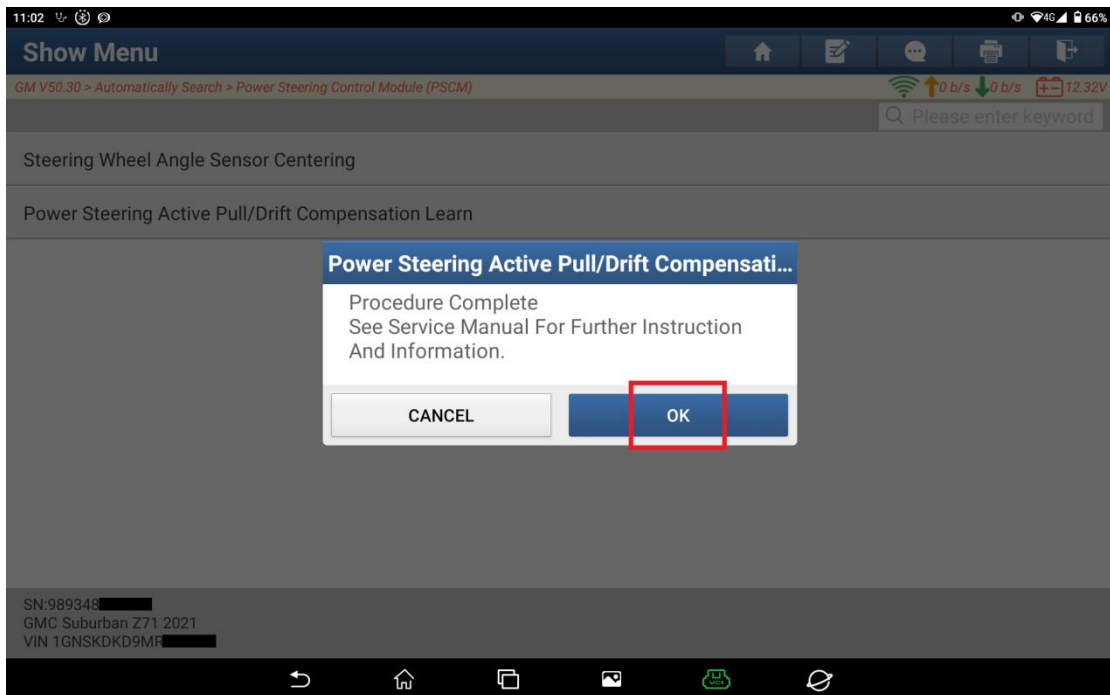 11:02
4G 66%
Show Menu
GM V50.30 > Automatically Search > Power Steering Control Module (PSCM)
0 b/s 0 b/s 12.32V
Please enter keyword
Steering Wheel Angle Sensor Centering
Power Steering Active Pull/Drift Compensation Learn
Power Steering Active Pull/Drift Compensati...
Procedure Complete
See Service Manual For Further Instruction
And Information.
CANCEL
OK
SN:989348
GMC Suburban Z71 2021
VIN 1GNSKDKD9MR
VCI